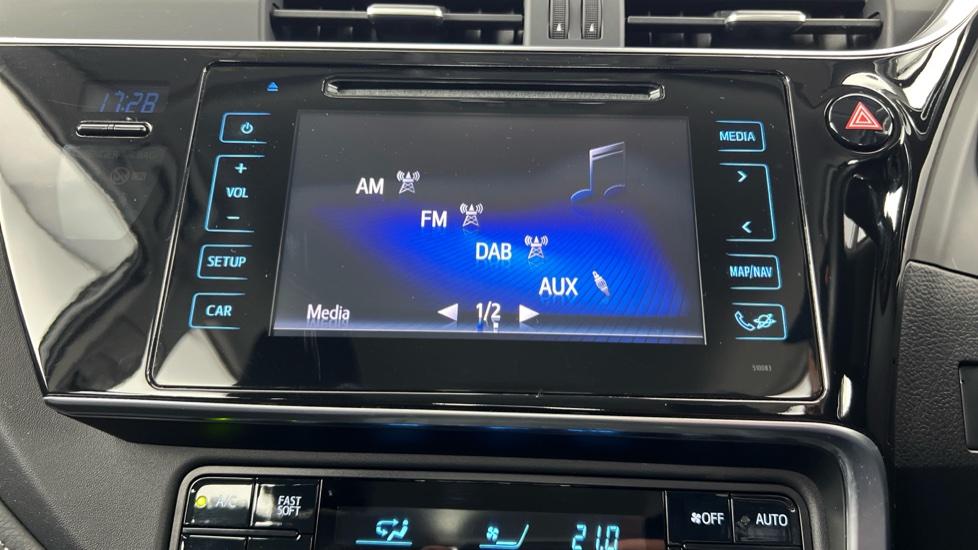 17:28
MEDIA
+
VOL
−
SETUP
CAR
AM
FM
DAB
AUX
Media
1/2
>
<
MAP/NAV
510083
A/C
FAST
SOFT
21.0
OFF
AUTO